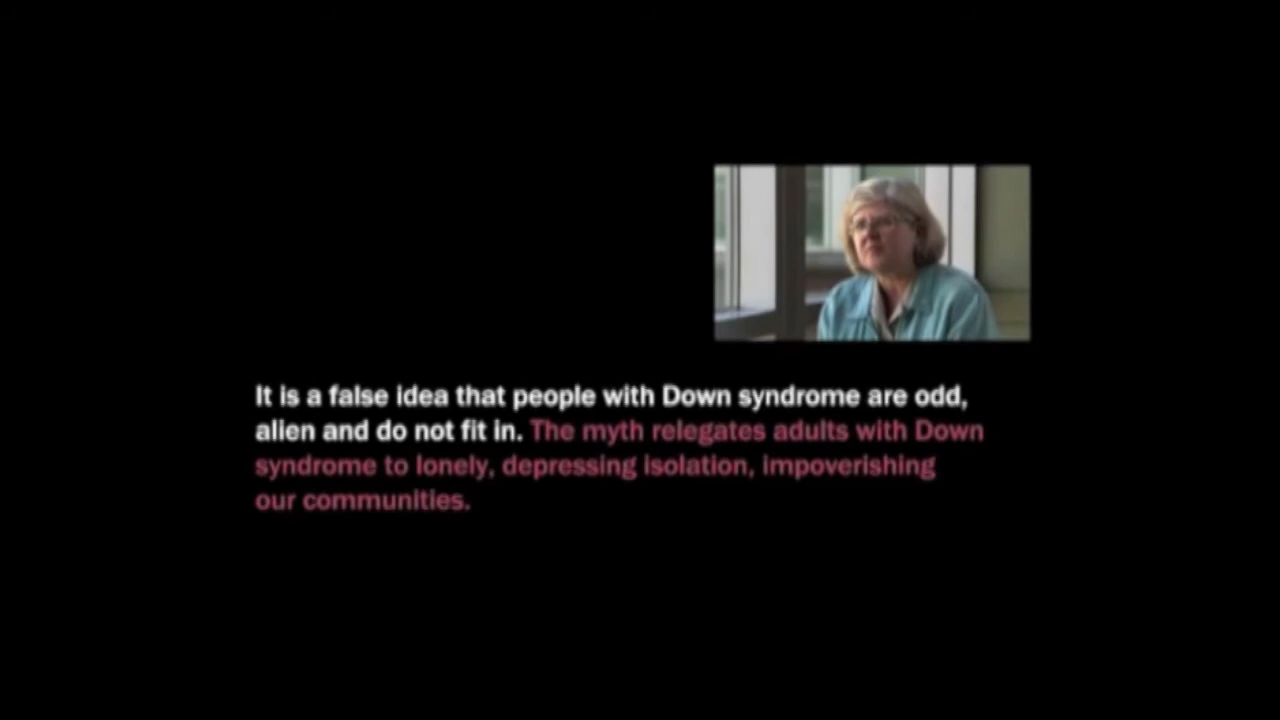 It is a false idea that people with Down syndrome are odd,
alien and do not fit in. The myth relegates adults with Down
syndrome to lonely, depressing isolation, impoverishing
our communities.